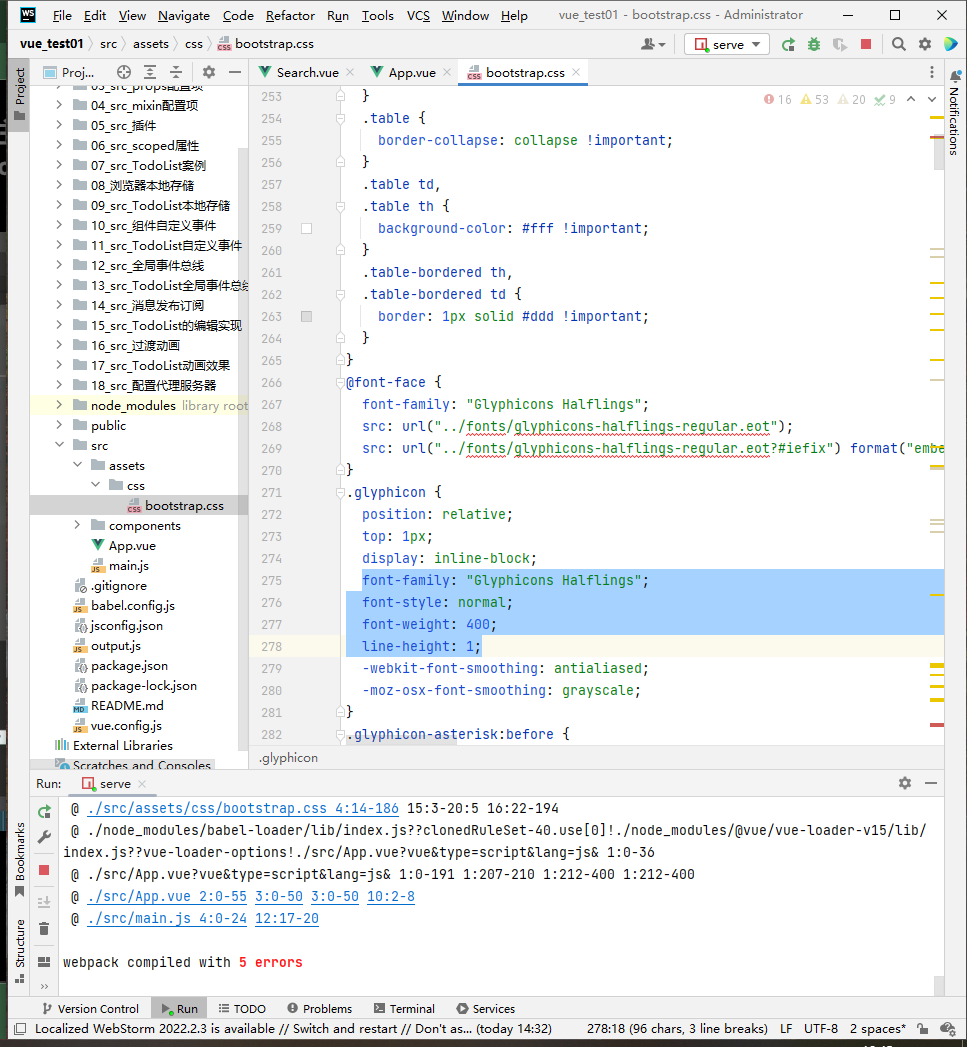 WS File Edit View Navigate Code Refactor Run Tools VCS Window Help vue_test01 - bootstrap.css - Administrator
vue_test01 src assets css bootstrap.css serve
Project
Proj...
Search.vue App.vue bootstrap.css
Notifications
16 53 20 9
03_src_props配置项
04_src_mixin配置项
05_src_插件
06_src_scoped属性
07_src_TodoList案例
08_浏览器本地存储
09_src_TodoList本地存储
10_src_组件自定义事件
11_src_TodoList自定义事件
12_src_全局事件总线
13_src_TodoList全局事件总线
14_src_消息发布订阅
15_src_TodoList的编辑实现
16_src_过渡动画
17_src_TodoList动画效果
18_src_配置代理服务器
node_modules library root
public
src
assets
css
bootstrap.css
components
App.vue
main.js
.gitignore
babel.config.js
jsconfig.json
output.js
package.json
package-lock.json
README.md
vue.config.js
External Libraries
Scratches and Consoles
253 }
254 .table {
255 border-collapse: collapse !important;
256 }
257 .table td,
258 .table th {
259 background-color: #fff !important;
260 }
261 .table-bordered th,
262 .table-bordered td {
263 border: 1px solid #ddd !important;
264 }
265 }
266 @font-face {
267 font-family: "Glyphicons Halflings";
268 src: url("../fonts/glyphicons-halflings-regular.eot");
269 src: url("../fonts/glyphicons-halflings-regular.eot?#iefix") format("embe
270 }
271 .glyphicon {
272 position: relative;
273 top: 1px;
274 display: inline-block;
275 font-family: "Glyphicons Halflings";
276 font-style: normal;
277 font-weight: 400;
278 line-height: 1;
279 -webkit-font-smoothing: antialiased;
280 -moz-osx-font-smoothing: grayscale;
281 }
282 .glyphicon-asterisk:before {
.glyphicon
Run: serve
@ ./src/assets/css/bootstrap.css 4:14-186 15:3-20:5 16:22-194
@ ./node_modules/babel-loader/lib/index.js??clonedRuleSet-40.use[0]!./node_modules/@vue/vue-loader-v15/lib/
index.js??vue-loader-options!./src/App.vue?vue&type=script&lang=js& 1:0-36
@ ./src/App.vue?vue&type=script&lang=js& 1:0-191 1:207-210 1:212-400 1:212-400
@ ./src/App.vue 2:0-55 3:0-50 3:0-50 10:2-8
@ ./src/main.js 4:0-24 12:17-20
webpack compiled with 5 errors
Bookmarks
Structure
Version Control Run TODO Problems Terminal Services
Localized WebStorm 2022.2.3 is available // Switch and restart // Don't as... (today 14:32) 278:18 (96 chars, 3 line breaks) LF UTF-8 2 spaces*